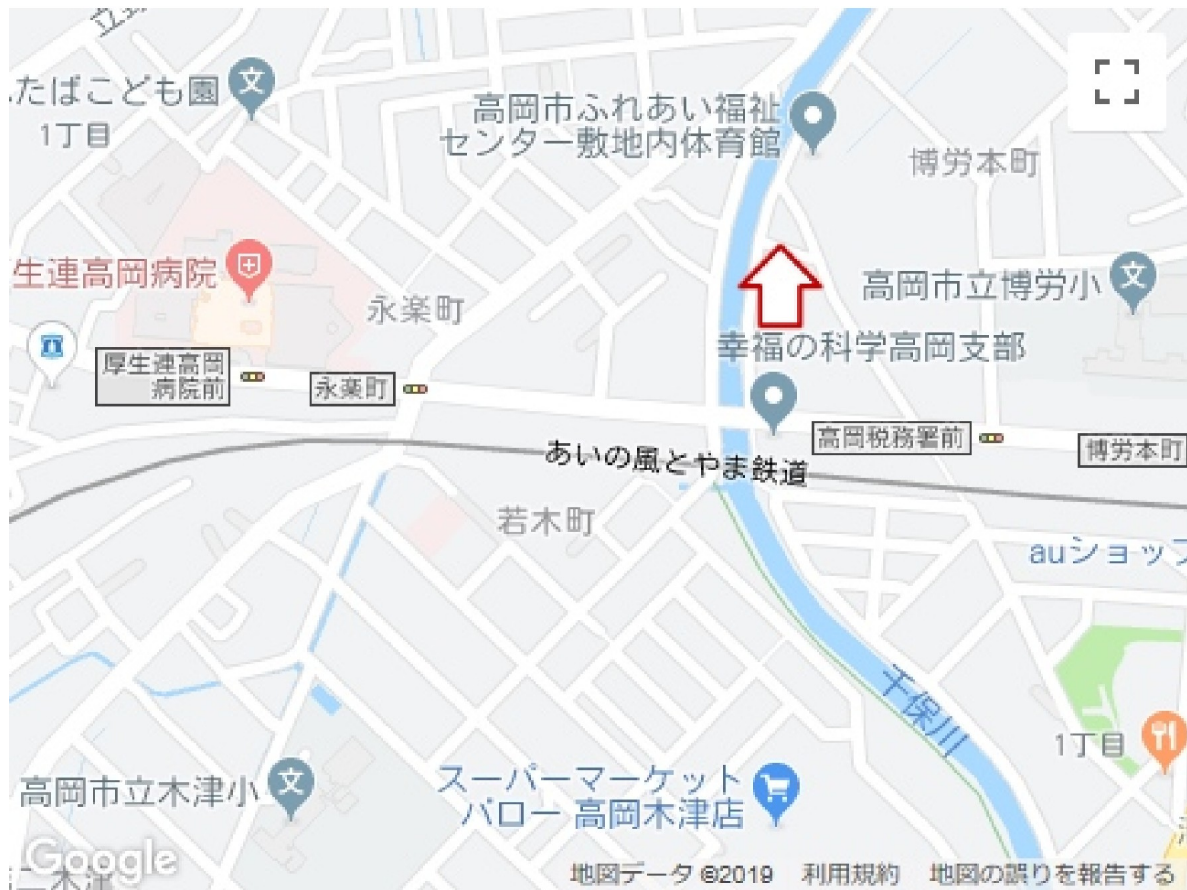 たばこども園
1丁目
高岡市ふれあい福祉
センター敷地内体育館
博労本町
生連高岡病院
永楽町
高岡市立博労小
幸福の科学高岡支部
厚生連高岡
病院前
永楽町
高岡税務署前
博労本町
あいの風とやま鉄道
若木町
auショップ
千保川
1丁目
高岡市立木津小
スーパーマーケット
バロー 高岡木津店
Google
二木津
地図データ ©2019 利用規約 地図の誤りを報告する